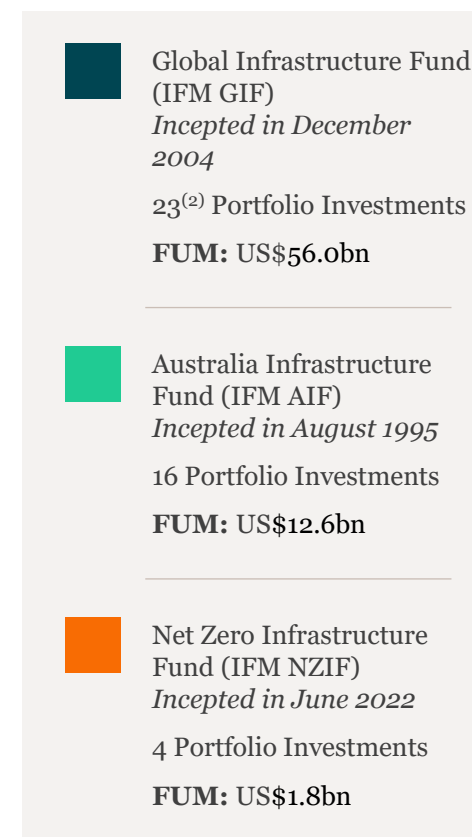 Global Infrastructure Fund
(IFM GIF)
Incepted in December
2004
23(2) Portfolio Investments
FUM: US$56.0bn
Australia Infrastructure
Fund (IFM AIF)
Incepted in August 1995
16 Portfolio Investments
FUM: US$12.6bn
Net Zero Infrastructure
Fund (IFM NZIF)
Incepted in June 2022
4 Portfolio Investments
FUM: US$1.8bn